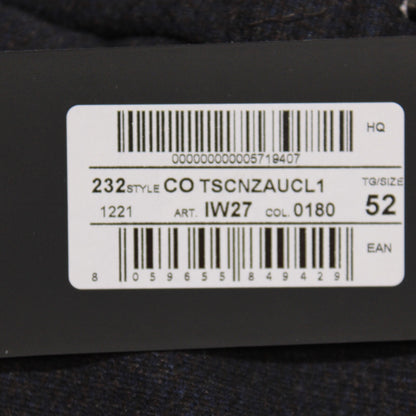 HQ
000000000005719407
232 STYLE CO TSCNZAUCL1 TG/SIZE
1221 ART. IW27 COL. 0180 52
EAN
8 059655 849429